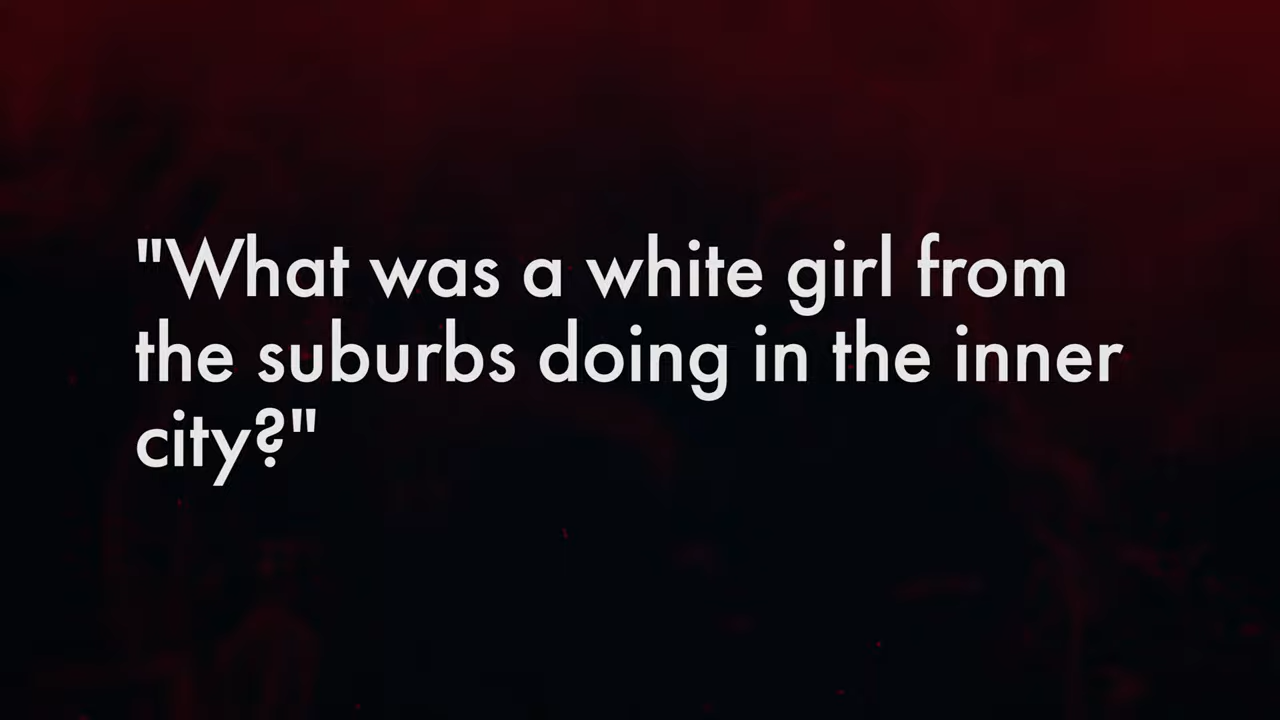 "What was a white girl from
the suburbs doing in the inner
city?"